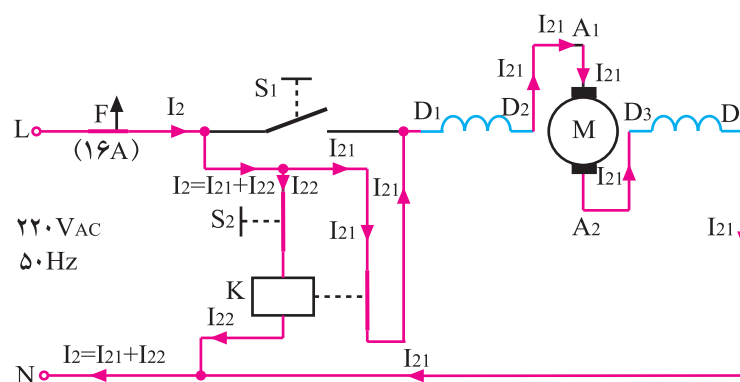 I21 A1
I21 I21
S1
D1 D2 D3 D
L F I2 M
(۱۶A) I21 I21
I2=I21+I22 I22 I21
S2 I21 A2 I21
۲۲۰VAC
۵۰Hz
K
I22
N I2=I21+I22 I21